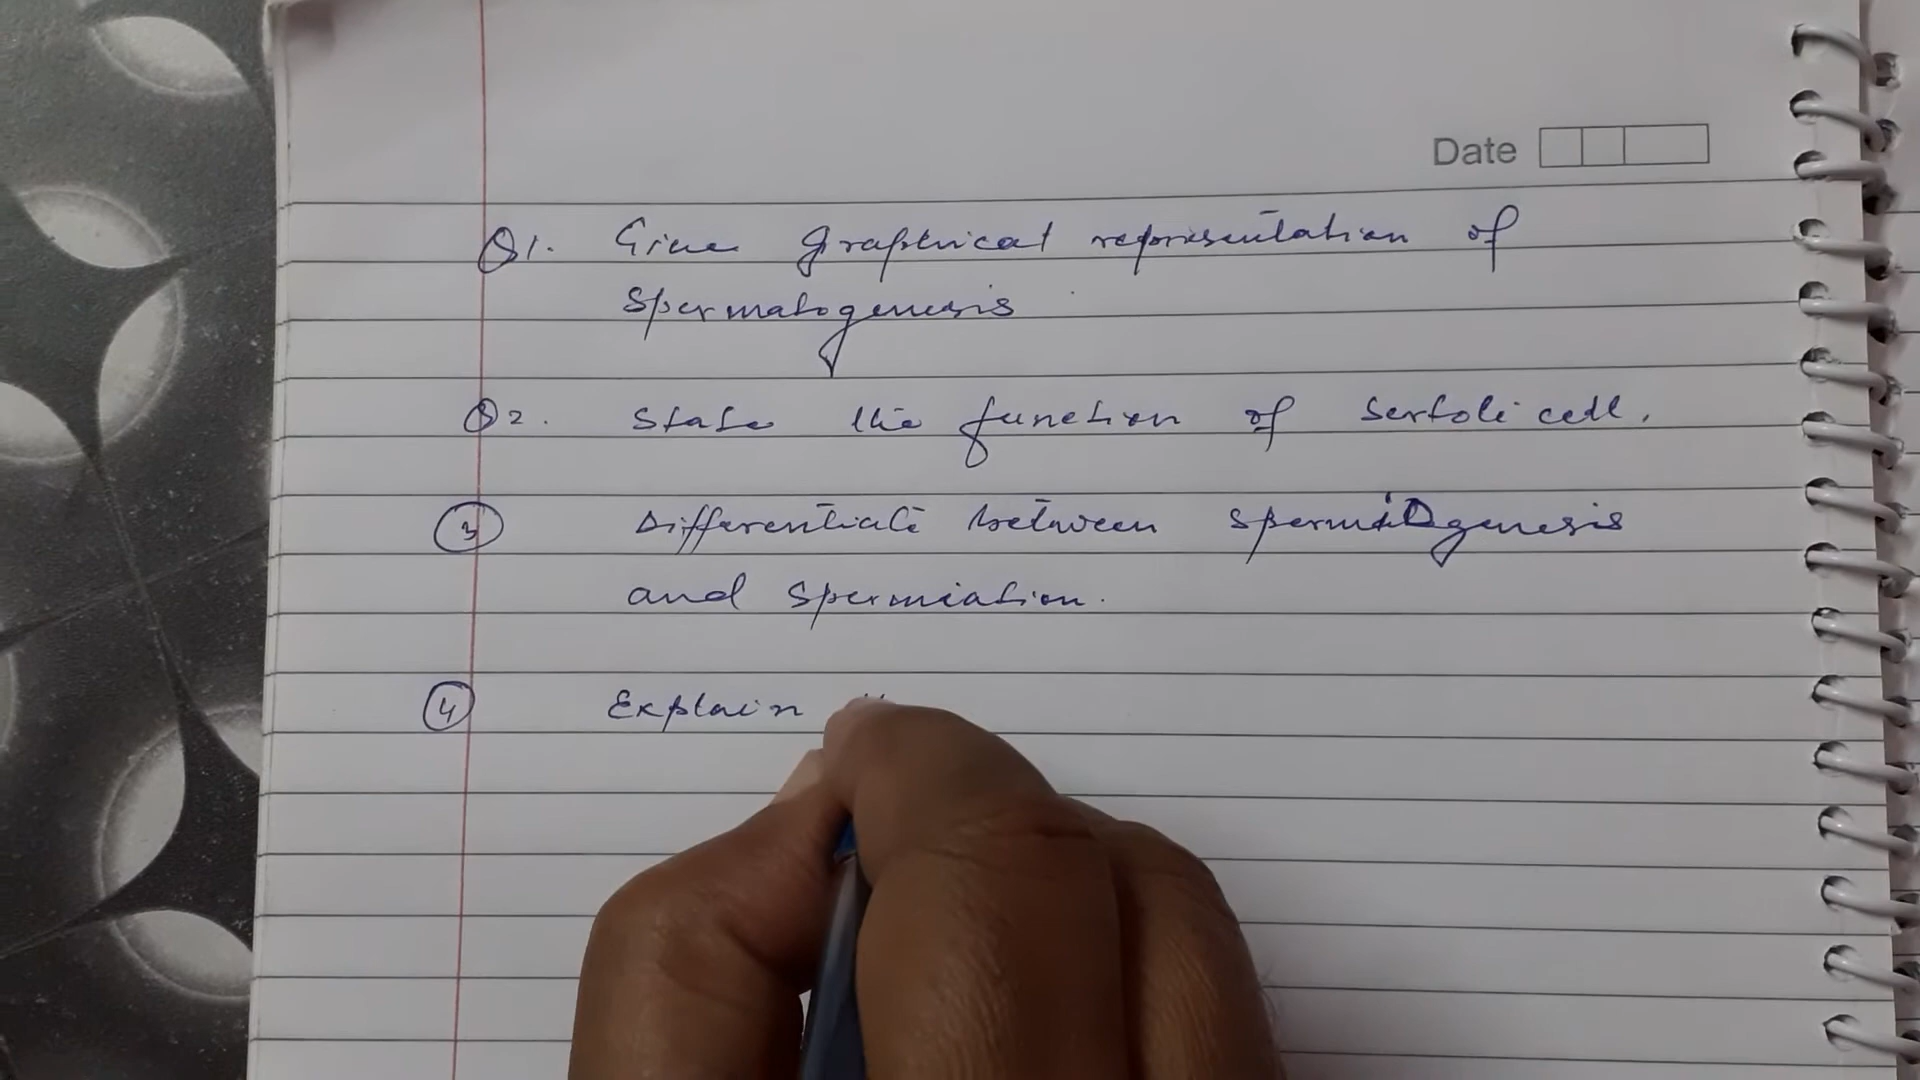 Date
Q1. Give graphical representation of
spermatogenesis
Q2. State the function of Sertoli cell.
3 Differentiate between spermatogenesis
and spermiation.
4 Explain